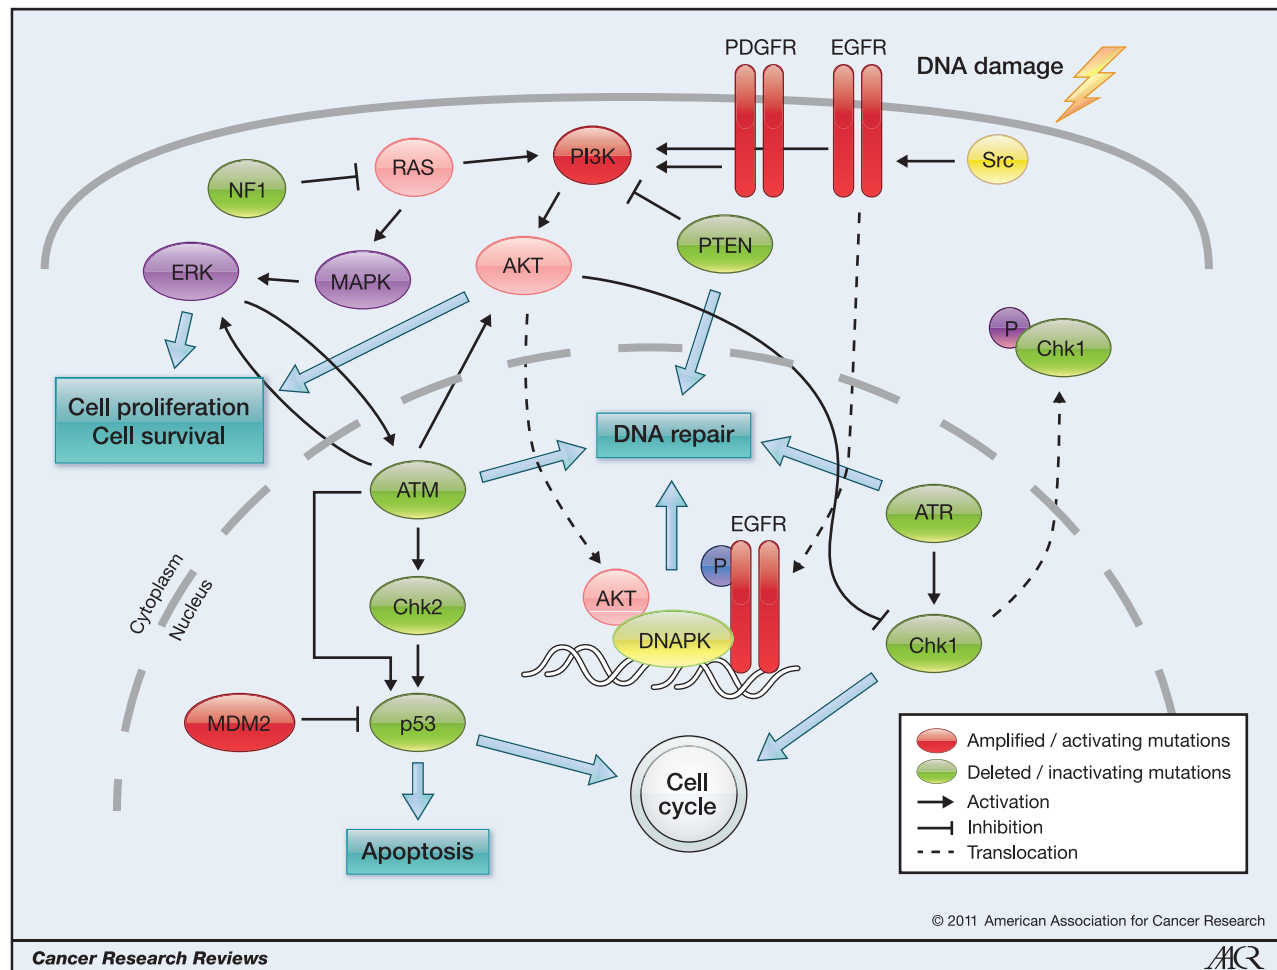 PDGFR
EGFR
DNA damage
RAS
PI3K
Src
NF1
PTEN
ERK
MAPK
AKT
P
Chk1
Cell proliferation
Cell survival
DNA repair
ATM
ATR
EGFR
P
Cytoplasm
Nucleus
Chk2
AKT
DNAPK
Chk1
MDM2
p53
Cell
cycle
Apoptosis
Amplified / activating mutations
Deleted / inactivating mutations
Activation
Inhibition
Translocation
© 2011 American Association for Cancer Research
Cancer Research Reviews
AACR